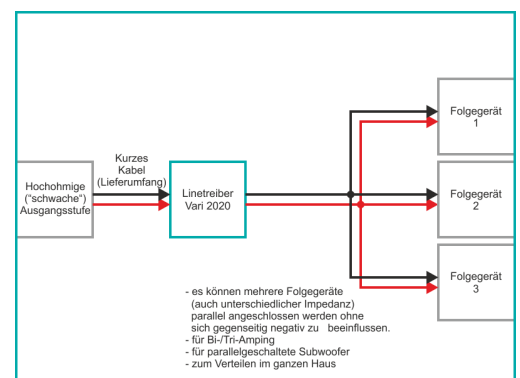 Hochohmige
("schwache")
Ausgangsstufe
Kurzes
Kabel
(Lieferumfang)
Linetreiber
Vari 2020
Folgegerät
1
Folgegerät
2
Folgegerät
3
- es können mehrere Folgegeräte
(auch unterschiedlicher Impedanz)
parallel angeschlossen werden ohne
sich gegenseitig negativ zu beeinflussen.
- für Bi-/Tri-Amping
- für parallelgeschaltete Subwoofer
- zum Verteilen im ganzen Haus